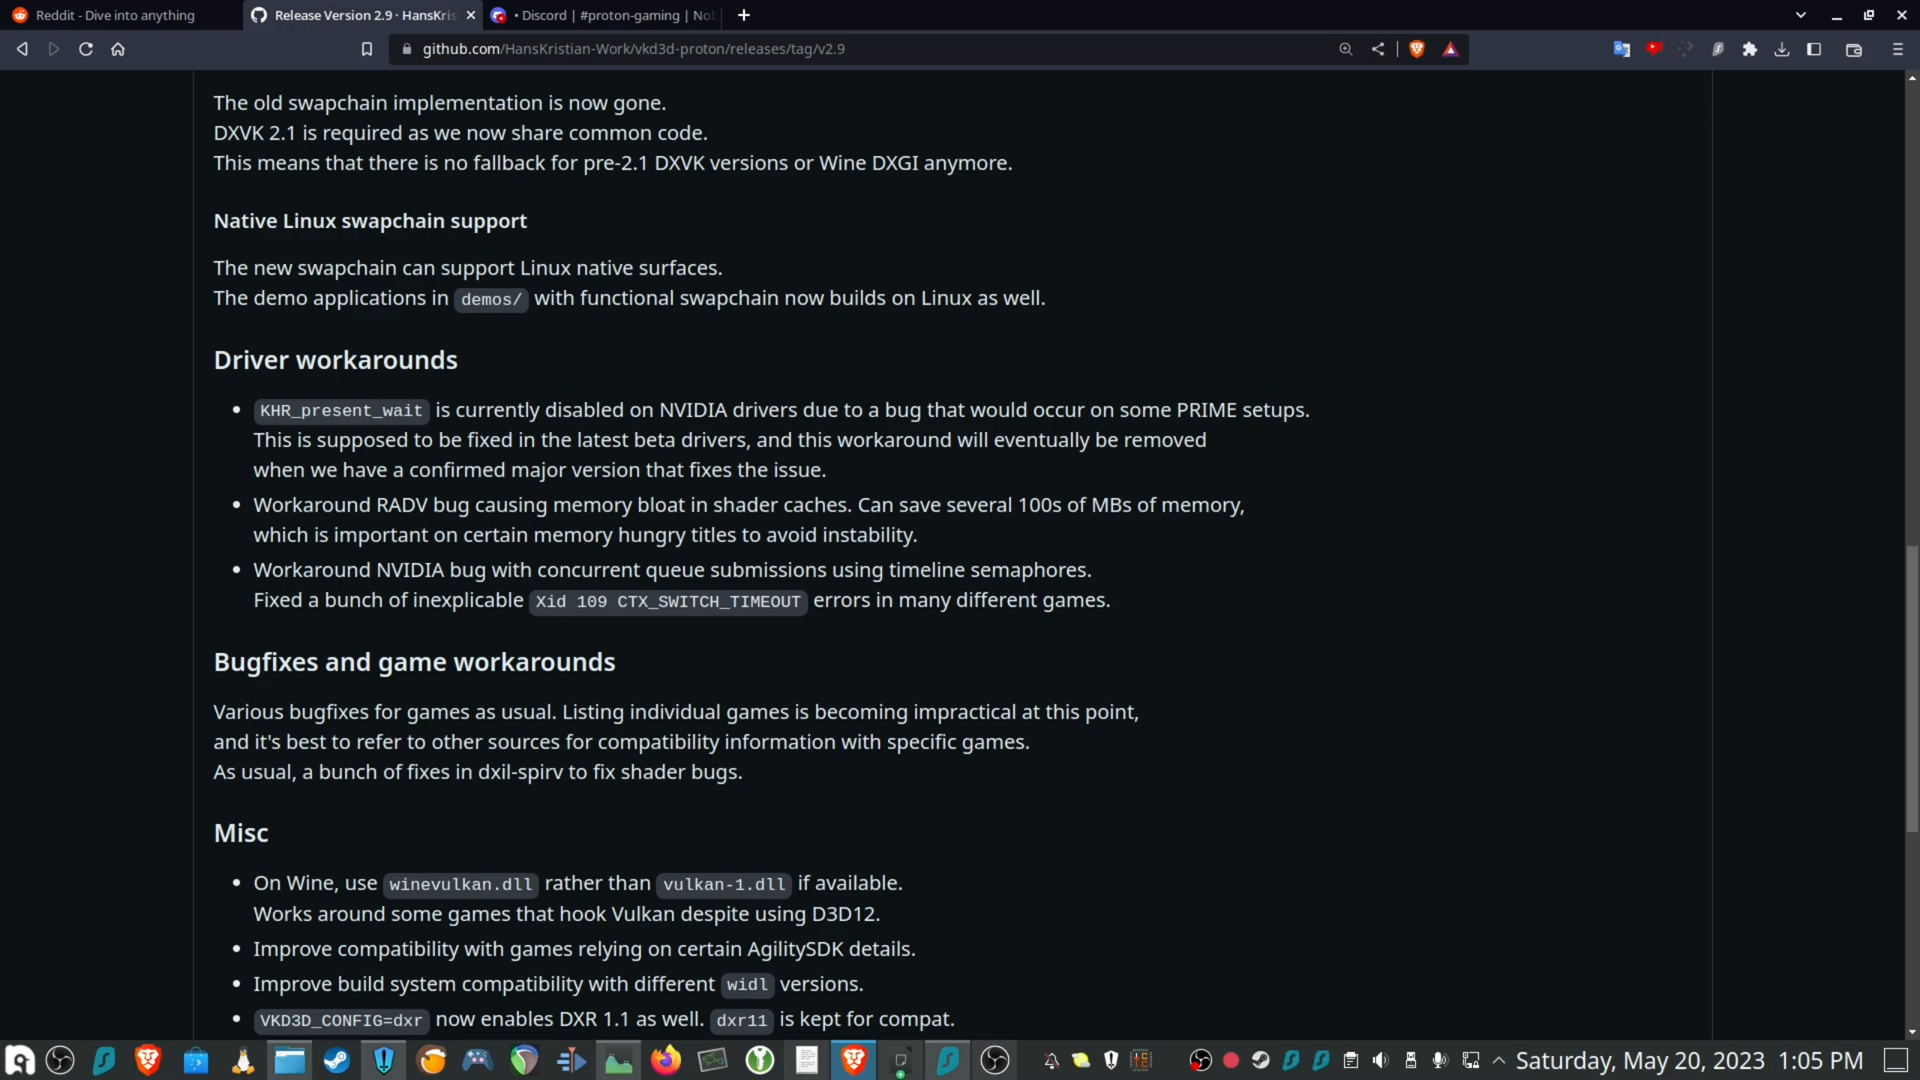 Reddit - Dive into anything
Release Version 2.9 · HansKris
• Discord | #proton-gaming | Nob
github.com/HansKristian-Work/vkd3d-proton/releases/tag/v2.9
The old swapchain implementation is now gone.
DXVK 2.1 is required as we now share common code.
This means that there is no fallback for pre-2.1 DXVK versions or Wine DXGI anymore.
Native Linux swapchain support
The new swapchain can support Linux native surfaces.
The demo applications in demos/ with functional swapchain now builds on Linux as well.
Driver workarounds
• KHR_present_wait is currently disabled on NVIDIA drivers due to a bug that would occur on some PRIME setups.
This is supposed to be fixed in the latest beta drivers, and this workaround will eventually be removed
when we have a confirmed major version that fixes the issue.
• Workaround RADV bug causing memory bloat in shader caches. Can save several 100s of MBs of memory,
which is important on certain memory hungry titles to avoid instability.
• Workaround NVIDIA bug with concurrent queue submissions using timeline semaphores.
Fixed a bunch of inexplicable Xid 109 CTX_SWITCH_TIMEOUT errors in many different games.
Bugfixes and game workarounds
Various bugfixes for games as usual. Listing individual games is becoming impractical at this point,
and it's best to refer to other sources for compatibility information with specific games.
As usual, a bunch of fixes in dxil-spirv to fix shader bugs.
Misc
• On Wine, use winevulkan.dll rather than vulkan-1.dll if available.
Works around some games that hook Vulkan despite using D3D12.
• Improve compatibility with games relying on certain AgilitySDK details.
• Improve build system compatibility with different widl versions.
• VKD3D_CONFIG=dxr now enables DXR 1.1 as well. dxr11 is kept for compat.
Saturday, May 20, 2023 1:05 PM